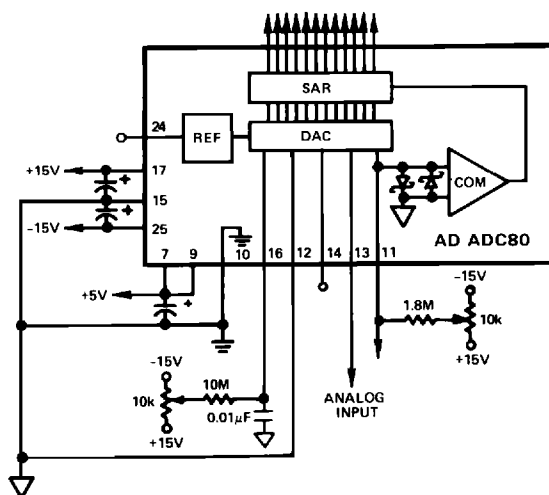 SAR
24
REF
DAC
+15V
17
15
-15V
25
COM
AD ADC80
7
9
10
16
12
14
13
11
+5V
-15V
1.8M
10k
+15V
-15V
10k
10M
0.01µF
+15V
ANALOG
INPUT